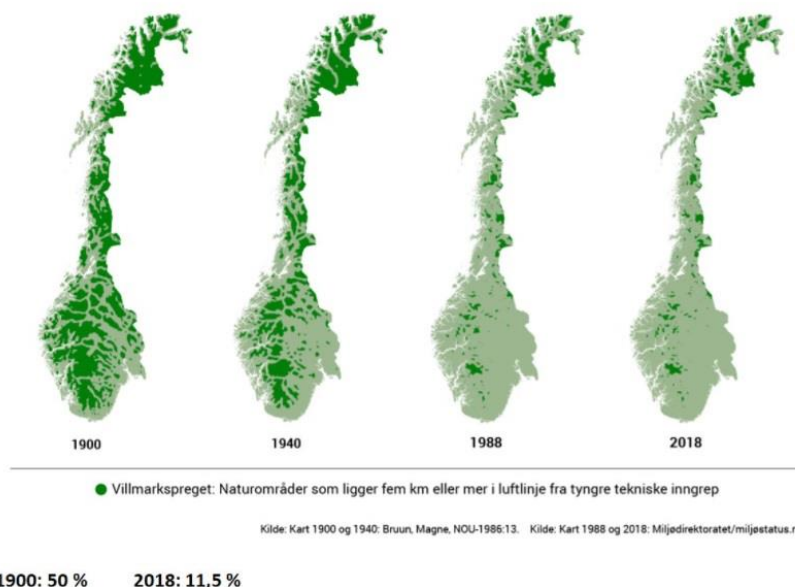 1900 1940 1988 2018
Villmarkspreget: Naturområder som ligger fem km eller mer i luftlinje fra tyngre tekniske inngrep
Kilde: Kart 1900 og 1940: Bruun, Magne, NOU-1986:13. Kilde: Kart 1988 og 2018: Miljødirektoratet/miljøstatus.n
1900: 50 % 2018: 11,5 %